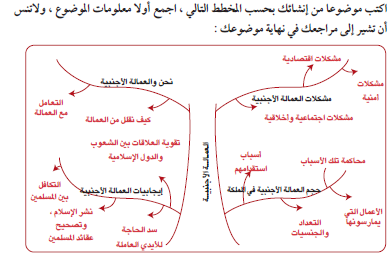 اكتب موضوعا من إنشائك بحسب المخطط التالي ، اجمع أولا معلومات الموضوع ، ولاتنس
أن تشير إلى مراجعك في نهاية موضوعك :
العمالة الأجنبية
مشكلات العمالة الأجنبية
مشكلات اقتصادية
مشكلات
أمنية
مشكلات اجتماعية وأخلاقية
حجم العمالة الأجنبية في المملكة
أسباب
استقرامهم
محاكمة تلك الأسباب
الأعمال التي
يمارسونها
التعداد
والجنسيات
نحن والعمالة الأجنبية
التعامل
مع العمالة
كيف نقلل من العمالة
إيجابيات العمالة الأجنبية
تقوية العلاقات بين الشعوب
والدول الإسلامية
التكافل
بين المسلمين
نشر الإسلام ،
وتصحيح
عقائد المسلمين
سد الحاجة
للأيدي العاملة